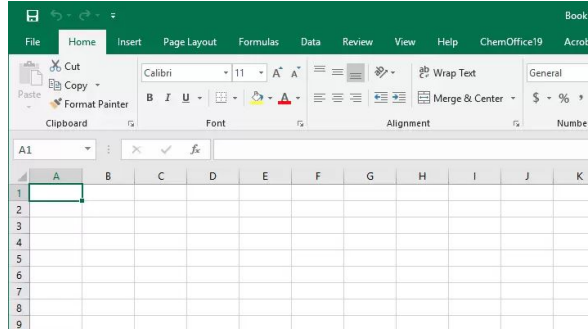 Book
File Home Insert Page Layout Formulas Data Review View Help ChemOffice19 Acrob
Cut
Copy
Format Painter
Paste
Calibri 11 A A
B I U A
ab Wrap Text
Merge & Center
General
$ % ,
Clipboard Font Alignment Numbe
A1 fx
A B C D E F G H I J K
1
2
3
4
5
6
7
8
9